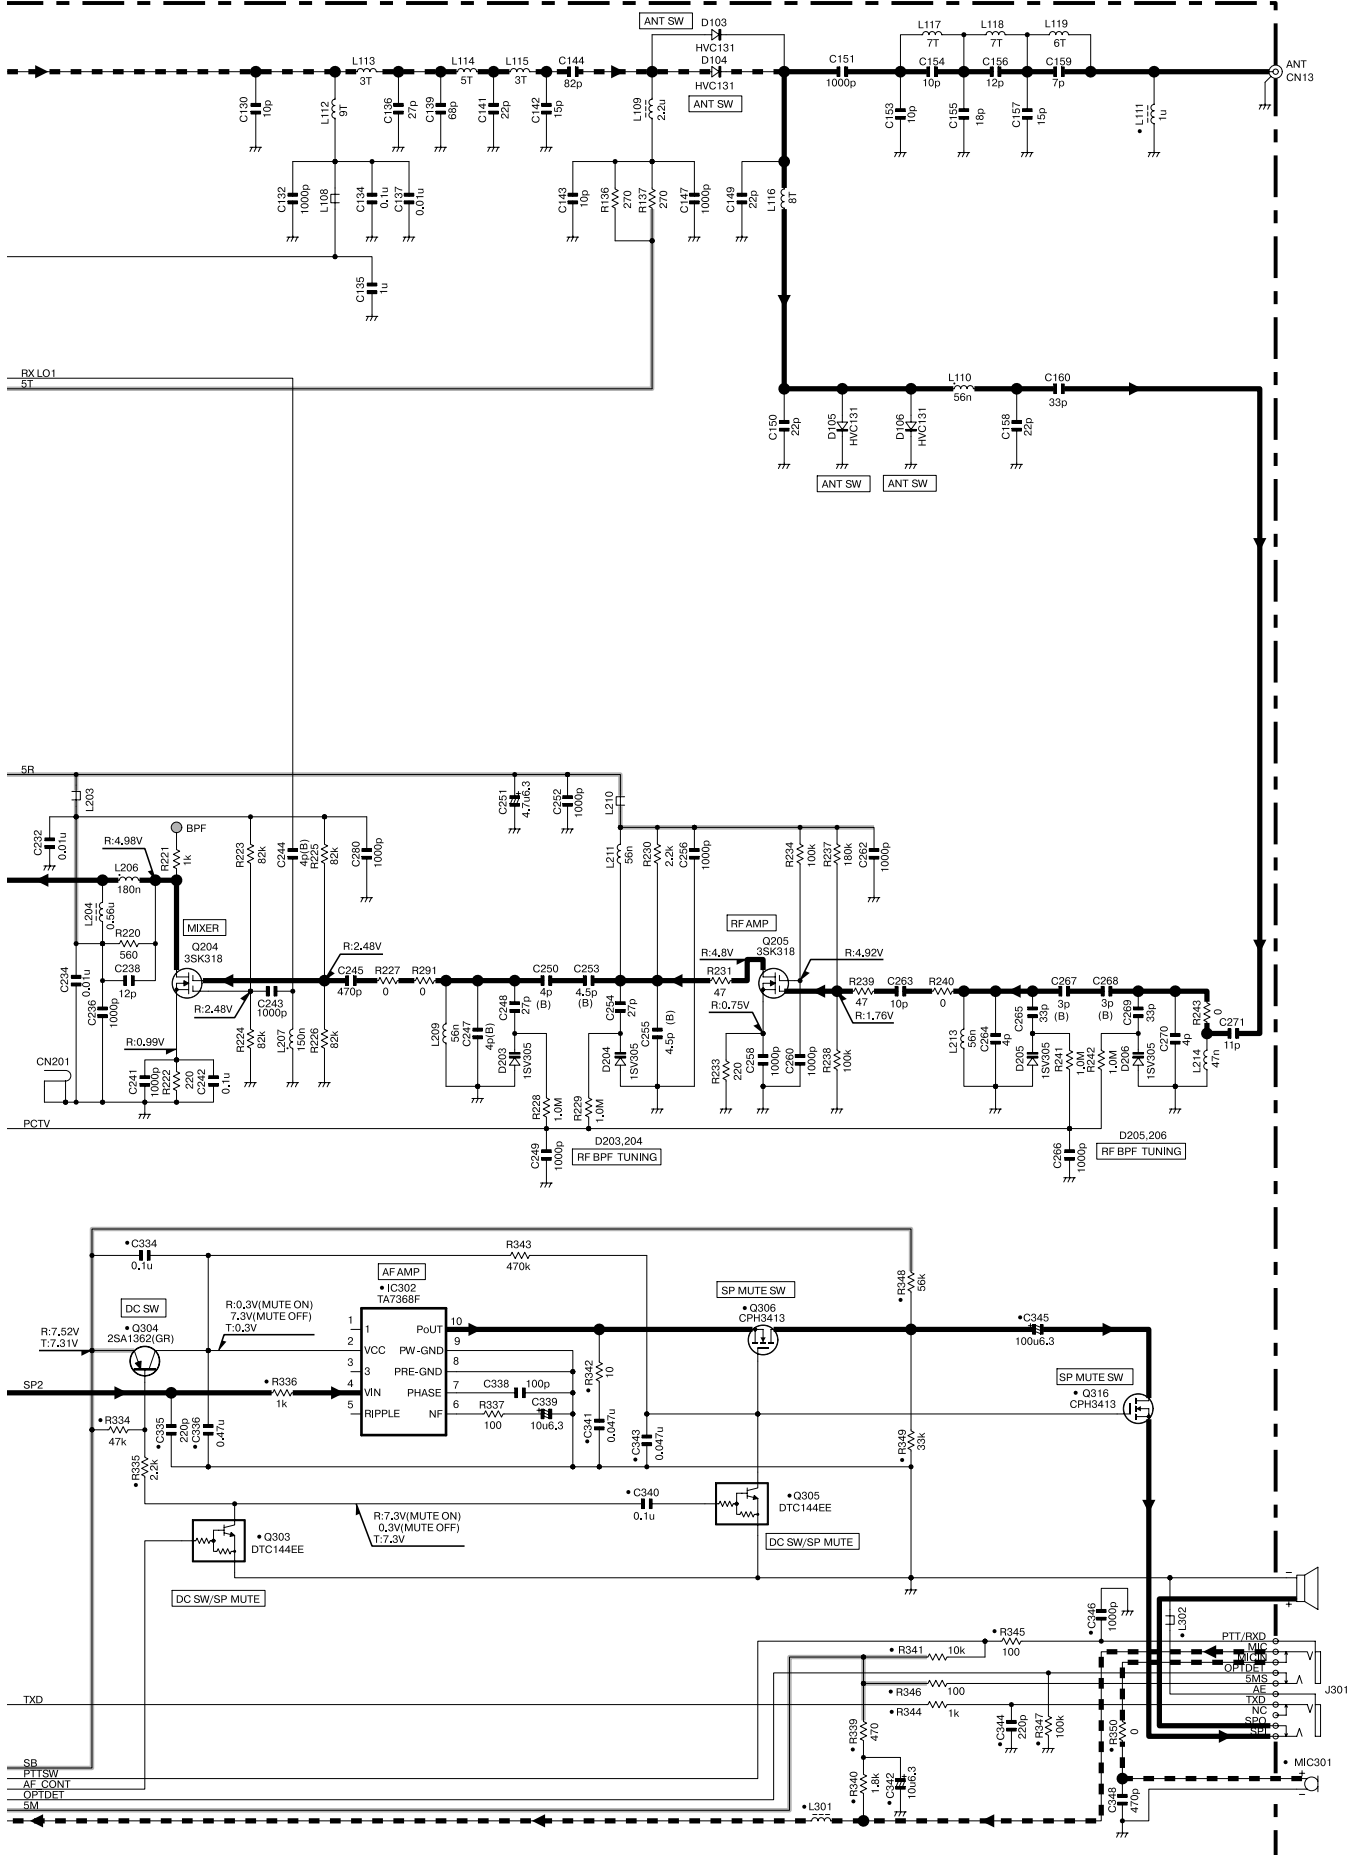 ANT SW
D103
HVC131
D104
HVC131
ANT SW
L117
7T
L118
7T
L119
6T
ANT
CN13
L113
3T
L114
5T
L115
3T
C144
82p
C151
1000p
C154
10p
C156
12p
C159
7p
C130
10p
L112
9T
C136
27p
C139
68p
C141
22p
C142
15p
L109
2.2u
C153
10p
C155
18p
C157
15p
• L111
1u
C132
1000p
L108
C134
0.1u
C137
0.01u
C143
10p
R136
270
R137
270
C147
1000p
C149
22p
L116
8T
C135
1u
RX LO1
5T
L110
56n
C160
33p
C150
22p
D105
HVC131
D106
HVC131
C158
22p
ANT SW
ANT SW
5R
L203
C251
4.7u6.3
C252
1000p
L210
C232
0.01u
R:4.98V
BPF
R221
1k
R223
82k
C244
4p(B)
R225
82k
C280
1000p
L211
56n
R230
2.2k
C256
1000p
R234
100k
R237
180k
C262
1000p
L206
180n
L204
0.56u
MIXER
Q204
3SK318
RF AMP
Q205
3SK318
R220
560
C238
12p
C234
0.01u
C236
1000p
R:2.48V
R:2.48V
C243
1000p
C245
470p
R227
0
R291
0
C250
4p
(B)
C253
4.5p
(B)
R231
47
R:4.8V
R:4.92V
R239
47
C263
10p
R240
0
C267
3p
(B)
C268
3p
(B)
R243
0
C271
11p
L214
47n
R:0.99V
R224
82k
L207
150n
R226
82k
L209
56n
C247
4p(B)
C248
27p
D203
1SV305
C254
27p
D204
1SV305
C255
4.5p (B)
R:0.75V
R:1.76V
R233
220
C258
1000p
C260
1000p
R238
100k
L213
56n
C264
4p
C265
33p
D205
1SV305
R241
1.0M
R242
1.0M
C269
33p
D206
1SV305
C270
4p
CN201
C241
1000p
R222
220
C242
0.1u
R228
1.0M
R229
1.0M
PCTV
C249
1000p
D203,204
RF BPF TUNING
C266
1000p
D205,206
RF BPF TUNING
• C334
0.1u
R343
470k
• R348
56k
AF AMP
• IC302
TA7368F
SP MUTE SW
• Q306
CPH3413
DC SW
• Q304
2SA1362(GR)
R:0.3V(MUTE ON)
7.3V(MUTE OFF)
T:0.3V
R:7.52V
T:7.31V
• C345
100u6.3
1 1 PoUT 10
2 VCC PW-GND 9
3 3 PRE-GND 8
4 VIN PHASE 7
5 RIPPLE NF 6
SP2
• R336
1k
C338 100p
R337
100
C339
10u6.3
• R342
10
• C341
0.047u
• C343
0.047u
SP MUTE SW
• Q316
CPH3413
• R334
47k
• C335
220p
• C336
0.47u
• R335
2.2k
• R349
33k
• C340
0.1u
• Q305
DTC144EE
• Q303
DTC144EE
R:7.3V(MUTE ON)
0.3V(MUTE OFF)
T:7.3V
DC SW/SP MUTE
DC SW/SP MUTE
• C346
1000p
• L302
• R341 10k
• R345
100
PTT/RXD
MIC
MICIN
OPTDET
5MS
AE
TXD
NC
SPO
SPI
J301
• R346 100
• R344 1k
TXD
• R339
470
• C344
220p
• R347
100k
• R350
0
SB
PTTSW
AF CONT
OPTDET
5M
• R340
1.8k
• C342
10u6.3
• L301
C348
470p
• MIC301